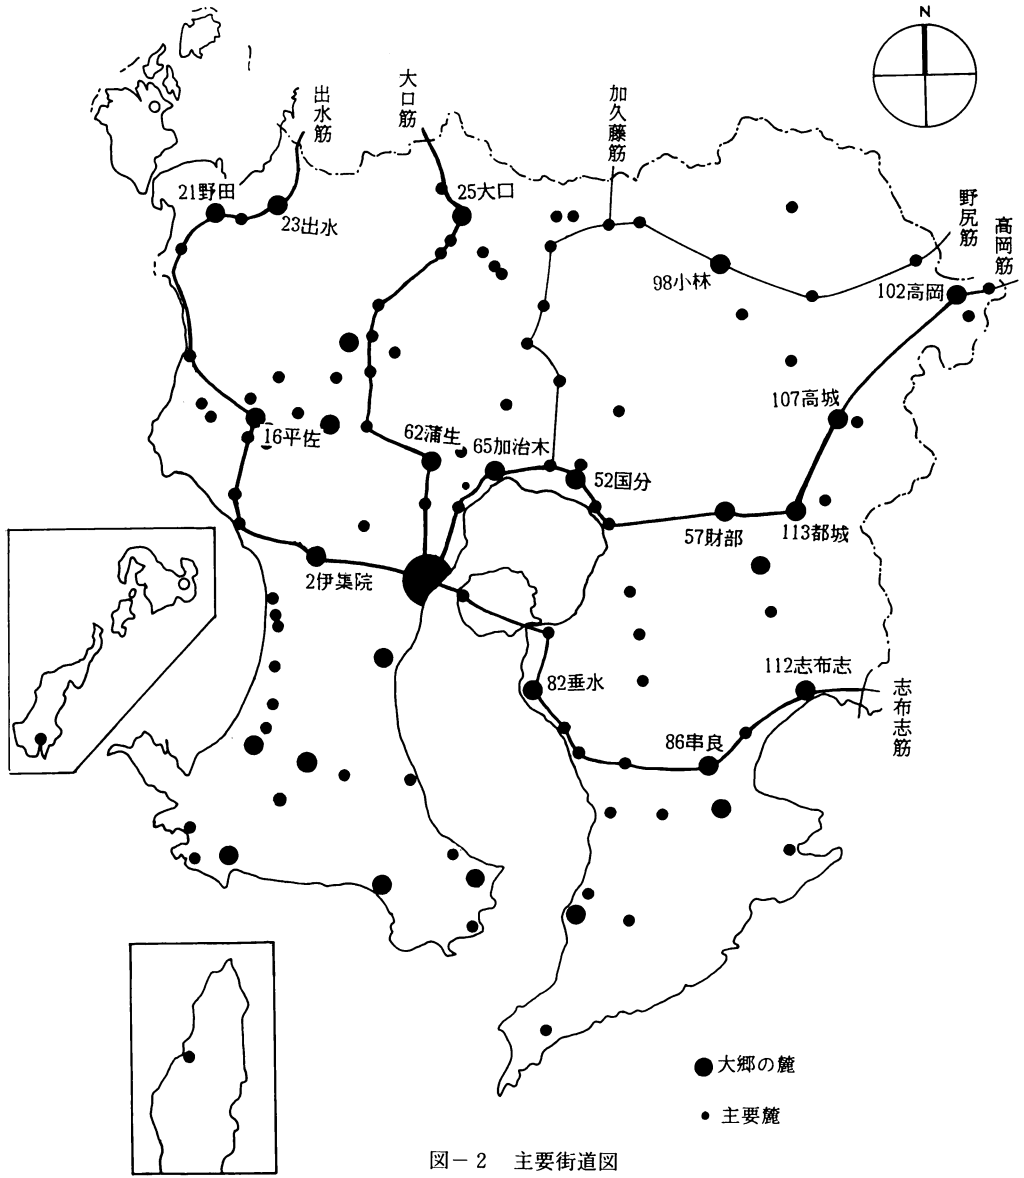 N
出水筋
大口筋
加久藤筋
野尻筋
高岡筋
21野田
23出水
25大口
98小林
102高岡
107高城
16平佐
62蒲生
65加治木
52国分
57財部
113都城
2伊集院
82垂水
112志布志
86串良
志布志筋
大郷の麓
主要麓
図－2 主要街道図